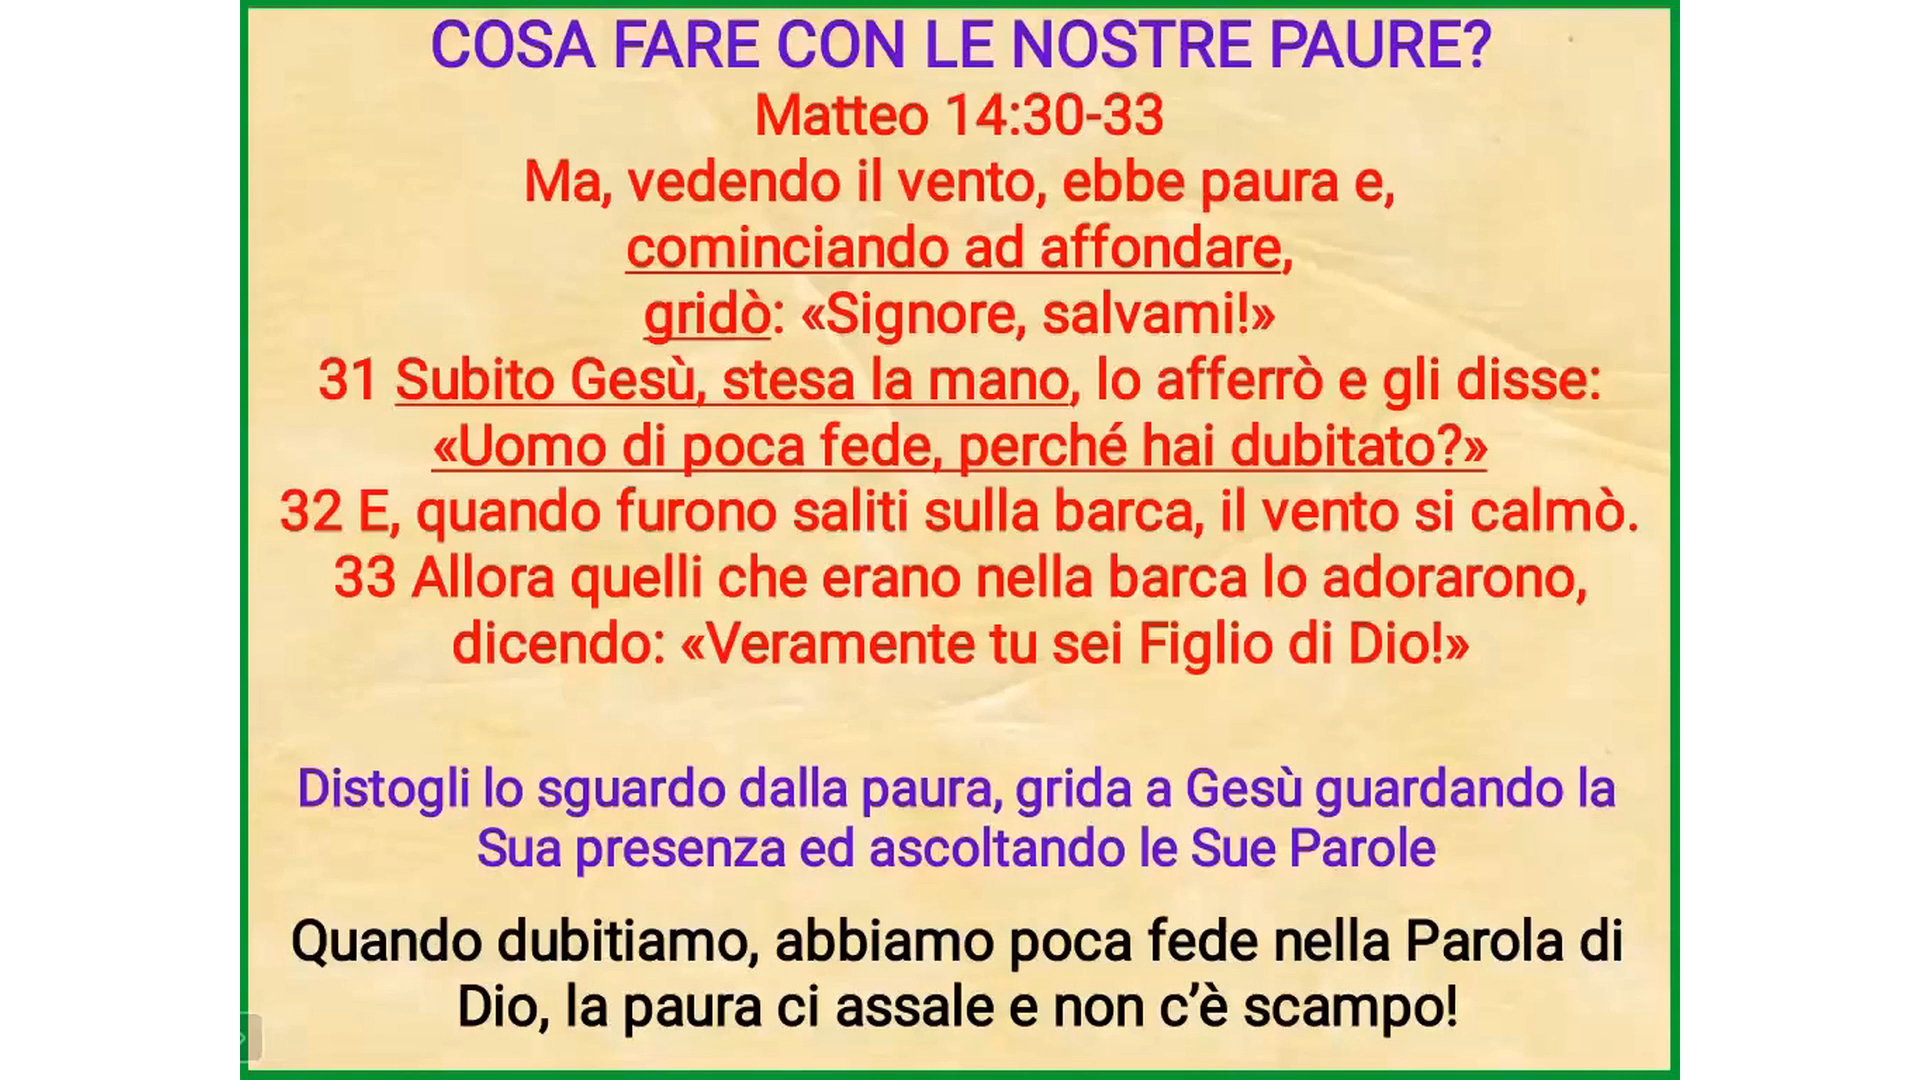 COSA FARE CON LE NOSTRE PAURE?
Matteo 14:30-33
Ma, vedendo il vento, ebbe paura e,
cominciando ad affondare,
gridò: «Signore, salvami!»
31 Subito Gesù, stesa la mano, lo afferrò e gli disse:
«Uomo di poca fede, perché hai dubitato?»
32 E, quando furono saliti sulla barca, il vento si calmò.
33 Allora quelli che erano nella barca lo adorarono,
dicendo: «Veramente tu sei Figlio di Dio!»
Distogli lo sguardo dalla paura, grida a Gesù guardando la
Sua presenza ed ascoltando le Sue Parole
Quando dubitiamo, abbiamo poca fede nella Parola di
Dio, la paura ci assale e non c’è scampo!